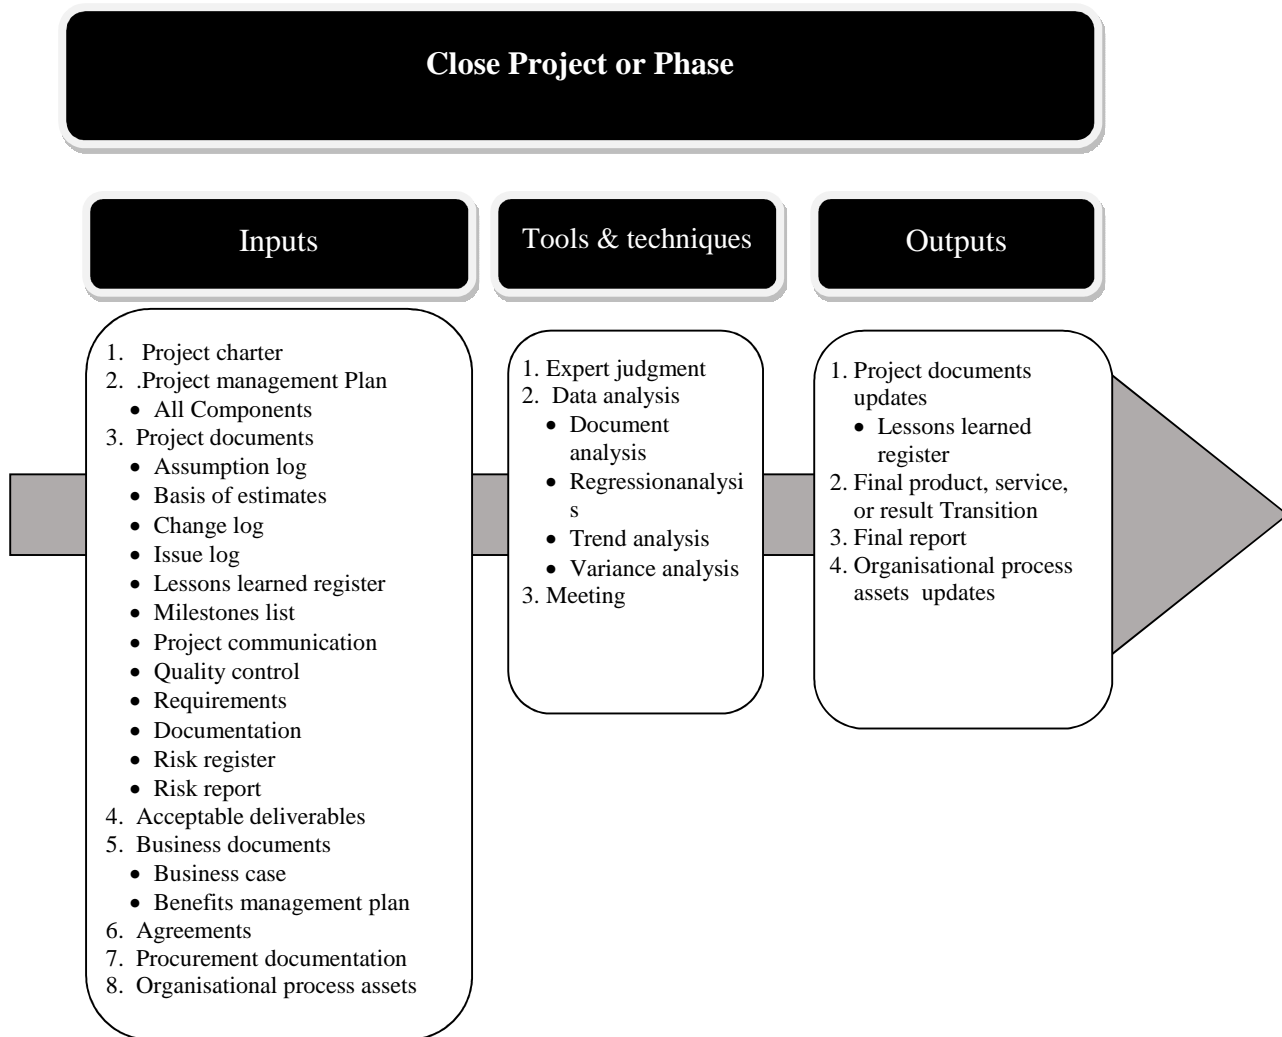 Close Project or Phase
Inputs
Tools & techniques
Outputs
1. Project charter
2. .Project management Plan
• All Components
3. Project documents
• Assumption log
• Basis of estimates
• Change log
• Issue log
• Lessons learned register
• Milestones list
• Project communication
• Quality control
• Requirements
• Documentation
• Risk register
• Risk report
4. Acceptable deliverables
5. Business documents
• Business case
• Benefits management plan
6. Agreements
7. Procurement documentation
8. Organisational process assets
1. Expert judgment
2. Data analysis
• Document
analysis
• Regressionanalysi
s
• Trend analysis
• Variance analysis
3. Meeting
1. Project documents
updates
• Lessons learned
register
2. Final product, service,
or result Transition
3. Final report
4. Organisational process
assets updates